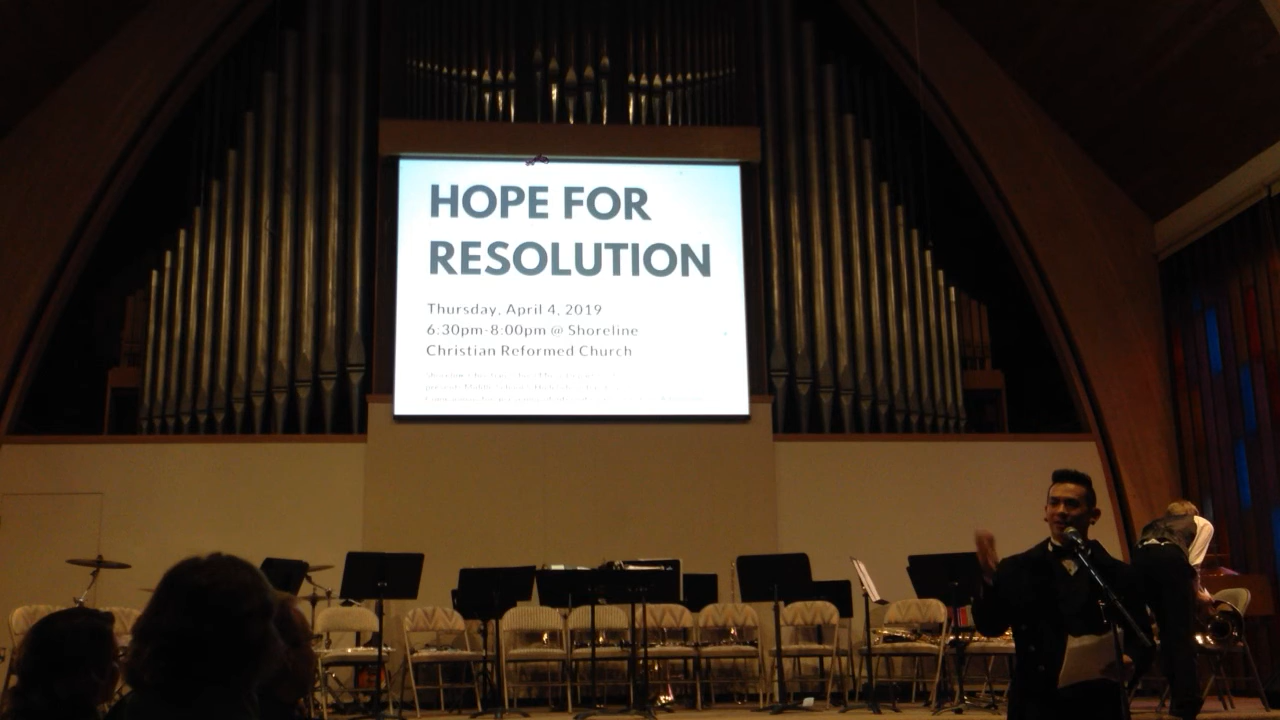 HOPE FOR
RESOLUTION
Thursday, April 4, 2019
6:30pm-8:00pm @ Shoreline
Christian Reformed Church